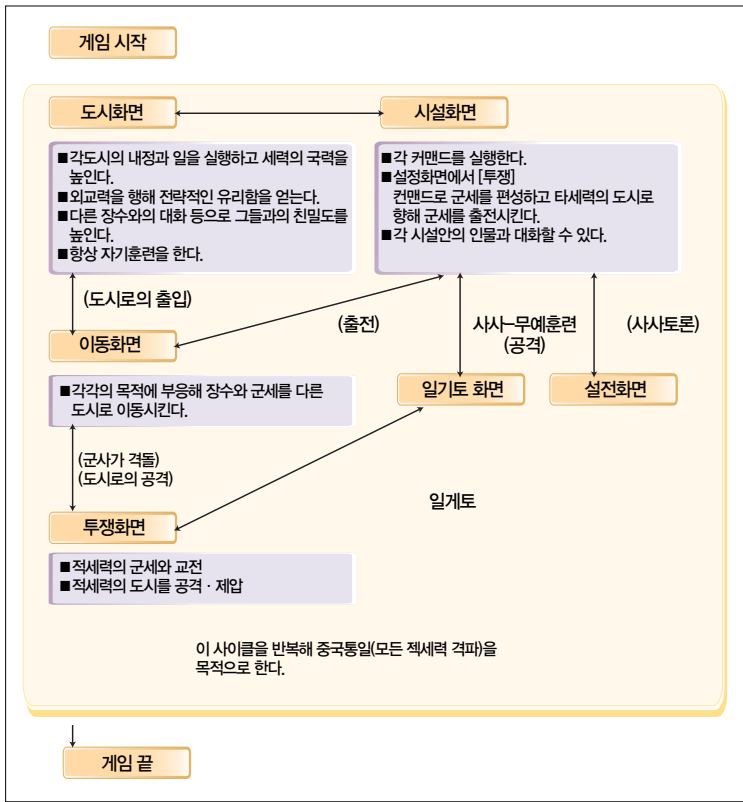 게임 시작
도시화면
시설화면
■각도시의 내정과 일을 실행하고 세력의 국력을
높인다.
■외교력을 행해 전략적인 유리함을 얻는다.
■다른 장수와의 대화 등으로 그들과의 친밀도를
높인다.
■항상 자기훈련을 한다.
■각 커맨드를 실행한다.
■설정화면에서 [투쟁]
컨맨드로 군세를 편성하고 타세력의 도시로
향해 군세를 출전시킨다.
■각 시설안의 인물과 대화할 수 있다.
(도시로의 출입)
(출전)
사사–무예훈련
(공격)
(사사토론)
이동화면
일기토 화면
설전화면
■각각의 목적에 부응해 장수와 군세를 다른
도시로 이동시킨다.
(군사가 격돌)
(도시로의 공격)
일게토
투쟁화면
■적세력의 군세와 교전
■적세력의 도시를 공격 · 제압
이 사이클을 반복해 중국통일(모든 젝세력 격파)을
목적으로 한다.
게임 끝